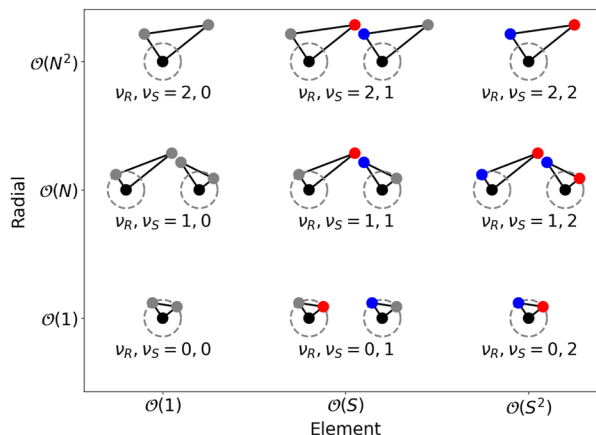 𝒪(N²)
ν_R, ν_S = 2, 0
ν_R, ν_S = 2, 1
ν_R, ν_S = 2, 2
Radial
𝒪(N)
ν_R, ν_S = 1, 0
ν_R, ν_S = 1, 1
ν_R, ν_S = 1, 2
𝒪(1)
ν_R, ν_S = 0, 0
ν_R, ν_S = 0, 1
ν_R, ν_S = 0, 2
𝒪(1)
𝒪(S)
𝒪(S²)
Element